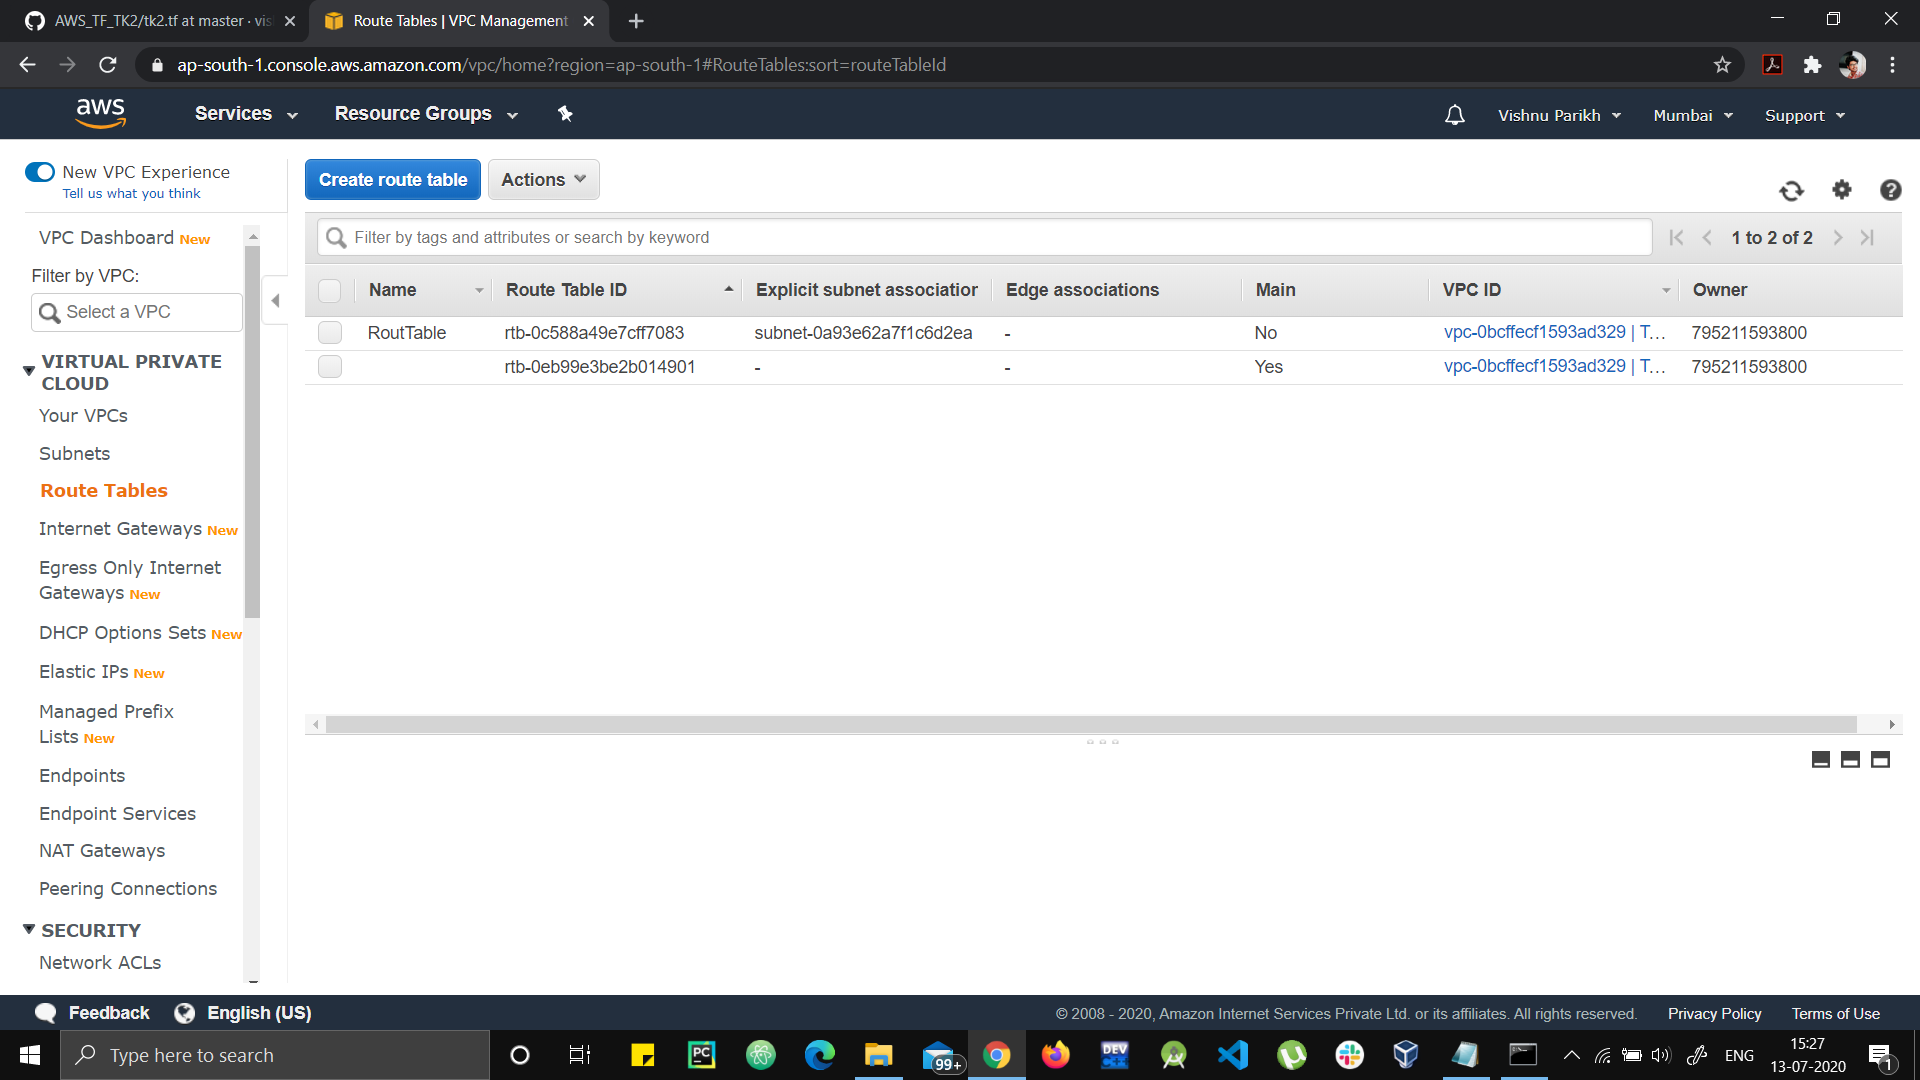 AWS_TF_TK2/tk2.tf at master · vis
Route Tables | VPC Management
ap-south-1.console.aws.amazon.com/vpc/home?region=ap-south-1#RouteTables:sort=routeTableId
aws
Services
Resource Groups
Vishnu Parikh
Mumbai
Support
New VPC Experience
Tell us what you think
Create route table
Actions
VPC Dashboard New
Filter by VPC:
Select a VPC
VIRTUAL PRIVATE
CLOUD
Your VPCs
Subnets
Route Tables
Internet Gateways New
Egress Only Internet
Gateways New
DHCP Options Sets New
Elastic IPs New
Managed Prefix
Lists New
Endpoints
Endpoint Services
NAT Gateways
Peering Connections
SECURITY
Network ACLs
Filter by tags and attributes or search by keyword
1 to 2 of 2
Name Route Table ID Explicit subnet association Edge associations Main VPC ID Owner
RoutTable rtb-0c588a49e7cff7083 subnet-0a93e62a7f1c6d2ea - No vpc-0bcffecf1593ad329 | T... 795211593800
rtb-0eb99e3be2b014901 - - Yes vpc-0bcffecf1593ad329 | T... 795211593800
Feedback
English (US)
© 2008 - 2020, Amazon Internet Services Private Ltd. or its affiliates. All rights reserved.
Privacy Policy
Terms of Use
Type here to search
PC
99+
DEV
C++
ENG
15:27
13-07-2020
1